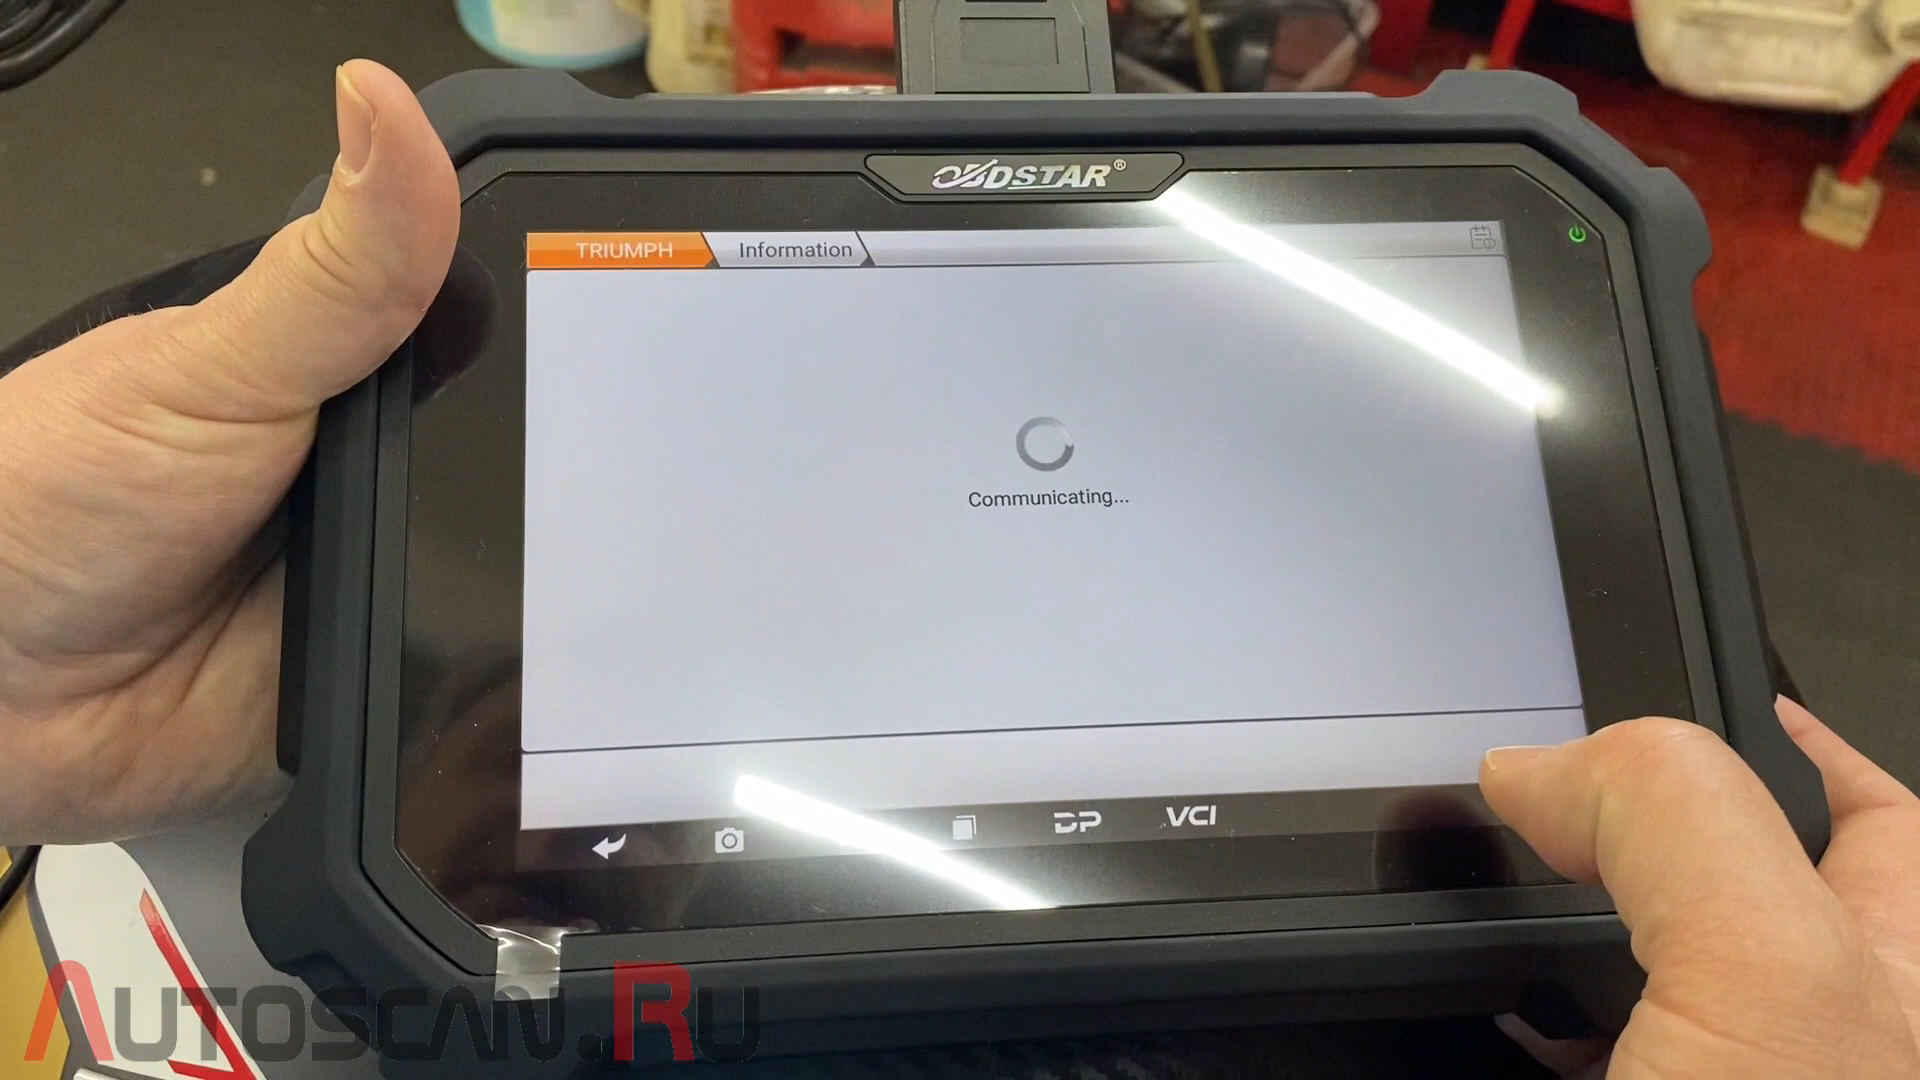 OBDSTAR®
TRIUMPH Information
Communicating...
DP VCI
AUTOSCAN.RU